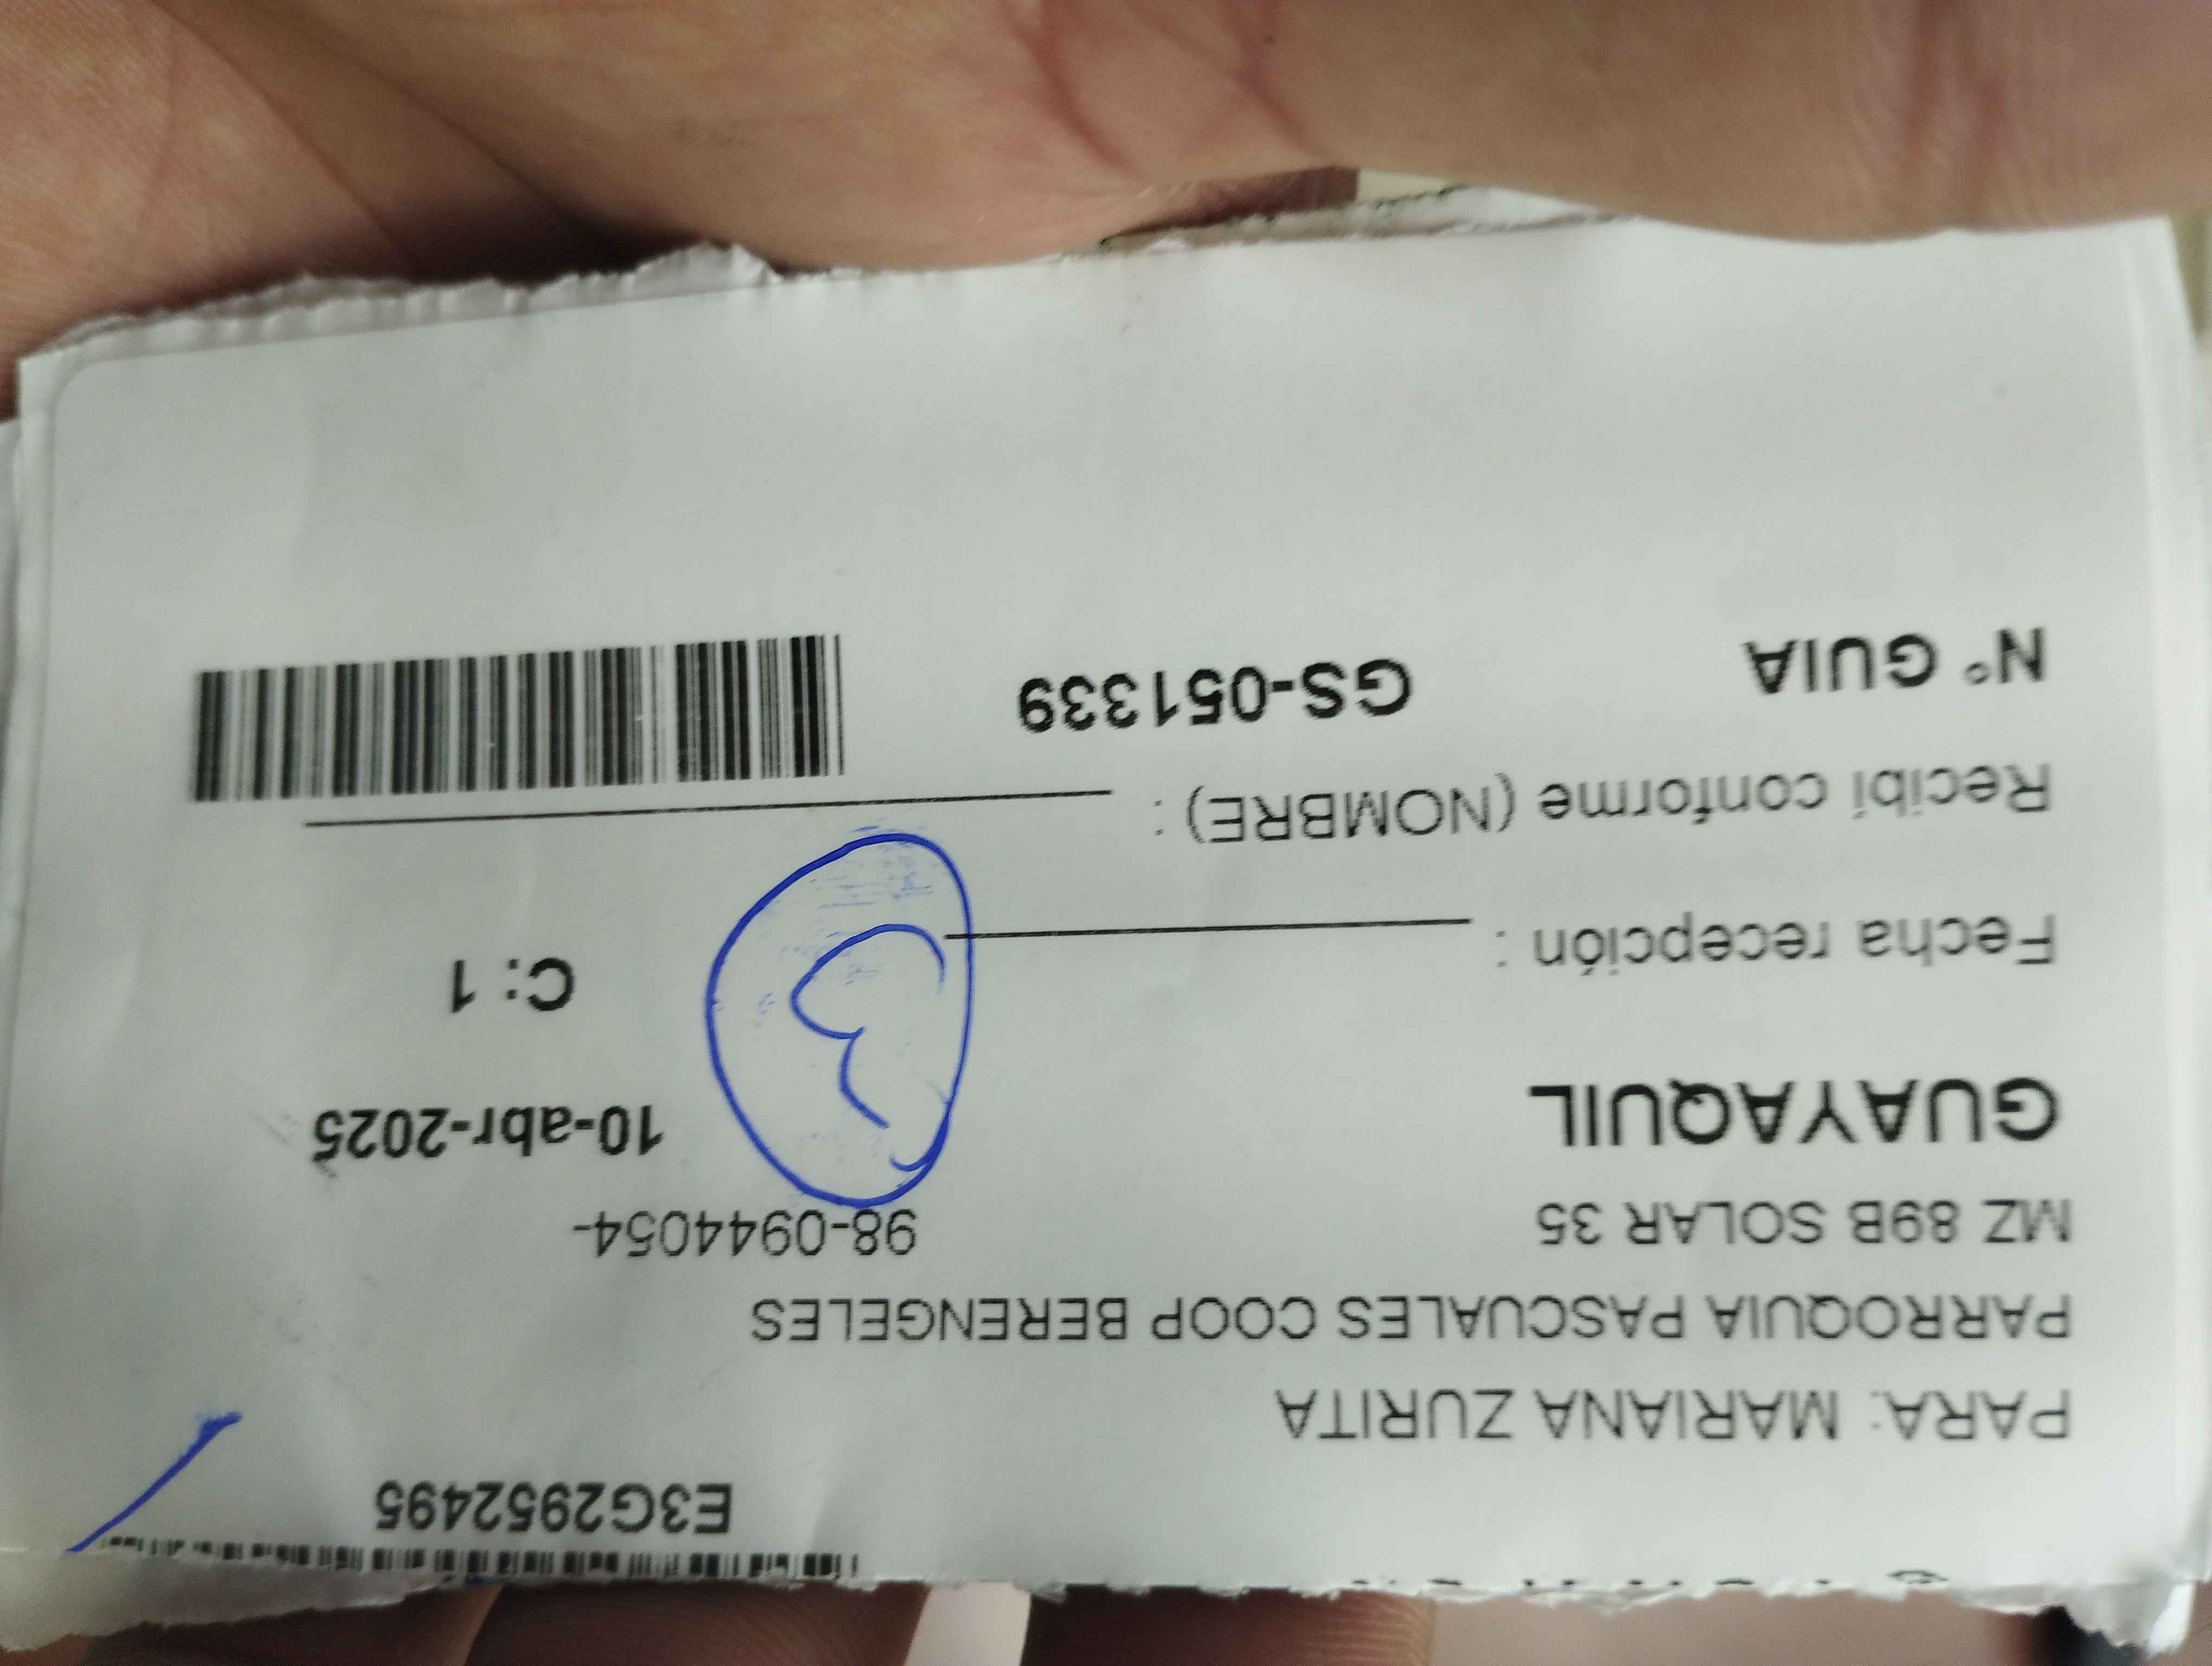 E3G2952495
PARA: MARIANA ZURITA
PARROQUIA PASCUALES COOP BERENGELES
MZ 89B SOLAR 35 98-0944054-
GUAYAQUIL 10-abr-2025
Fecha recepción : C: 1
Recibí conforme (NOMBRE) :
N° GUIA GS-051339